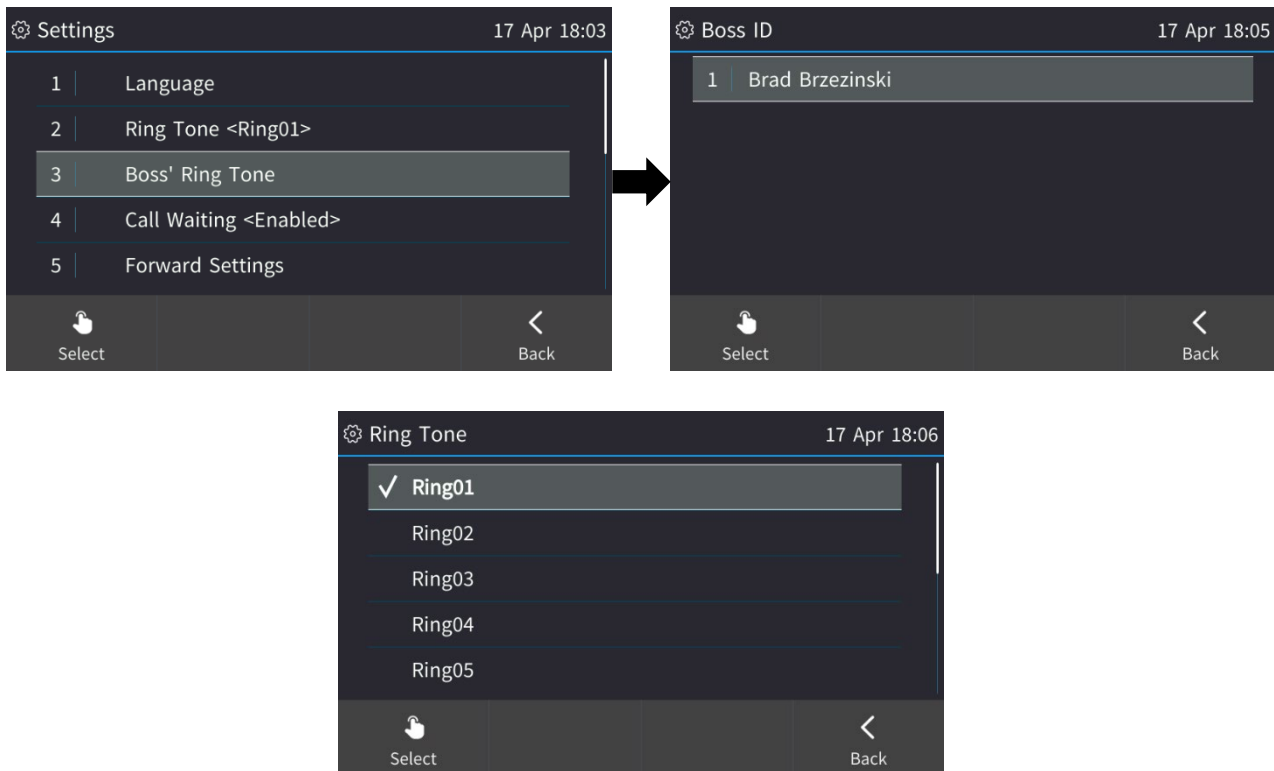 Settings 17 Apr 18:03
1 Language
2 Ring Tone <Ring01>
3 Boss' Ring Tone
4 Call Waiting <Enabled>
5 Forward Settings
Select Back
Boss ID 17 Apr 18:05
1 Brad Brzezinski
Select Back
Ring Tone 17 Apr 18:06
Ring01
Ring02
Ring03
Ring04
Ring05
Select Back